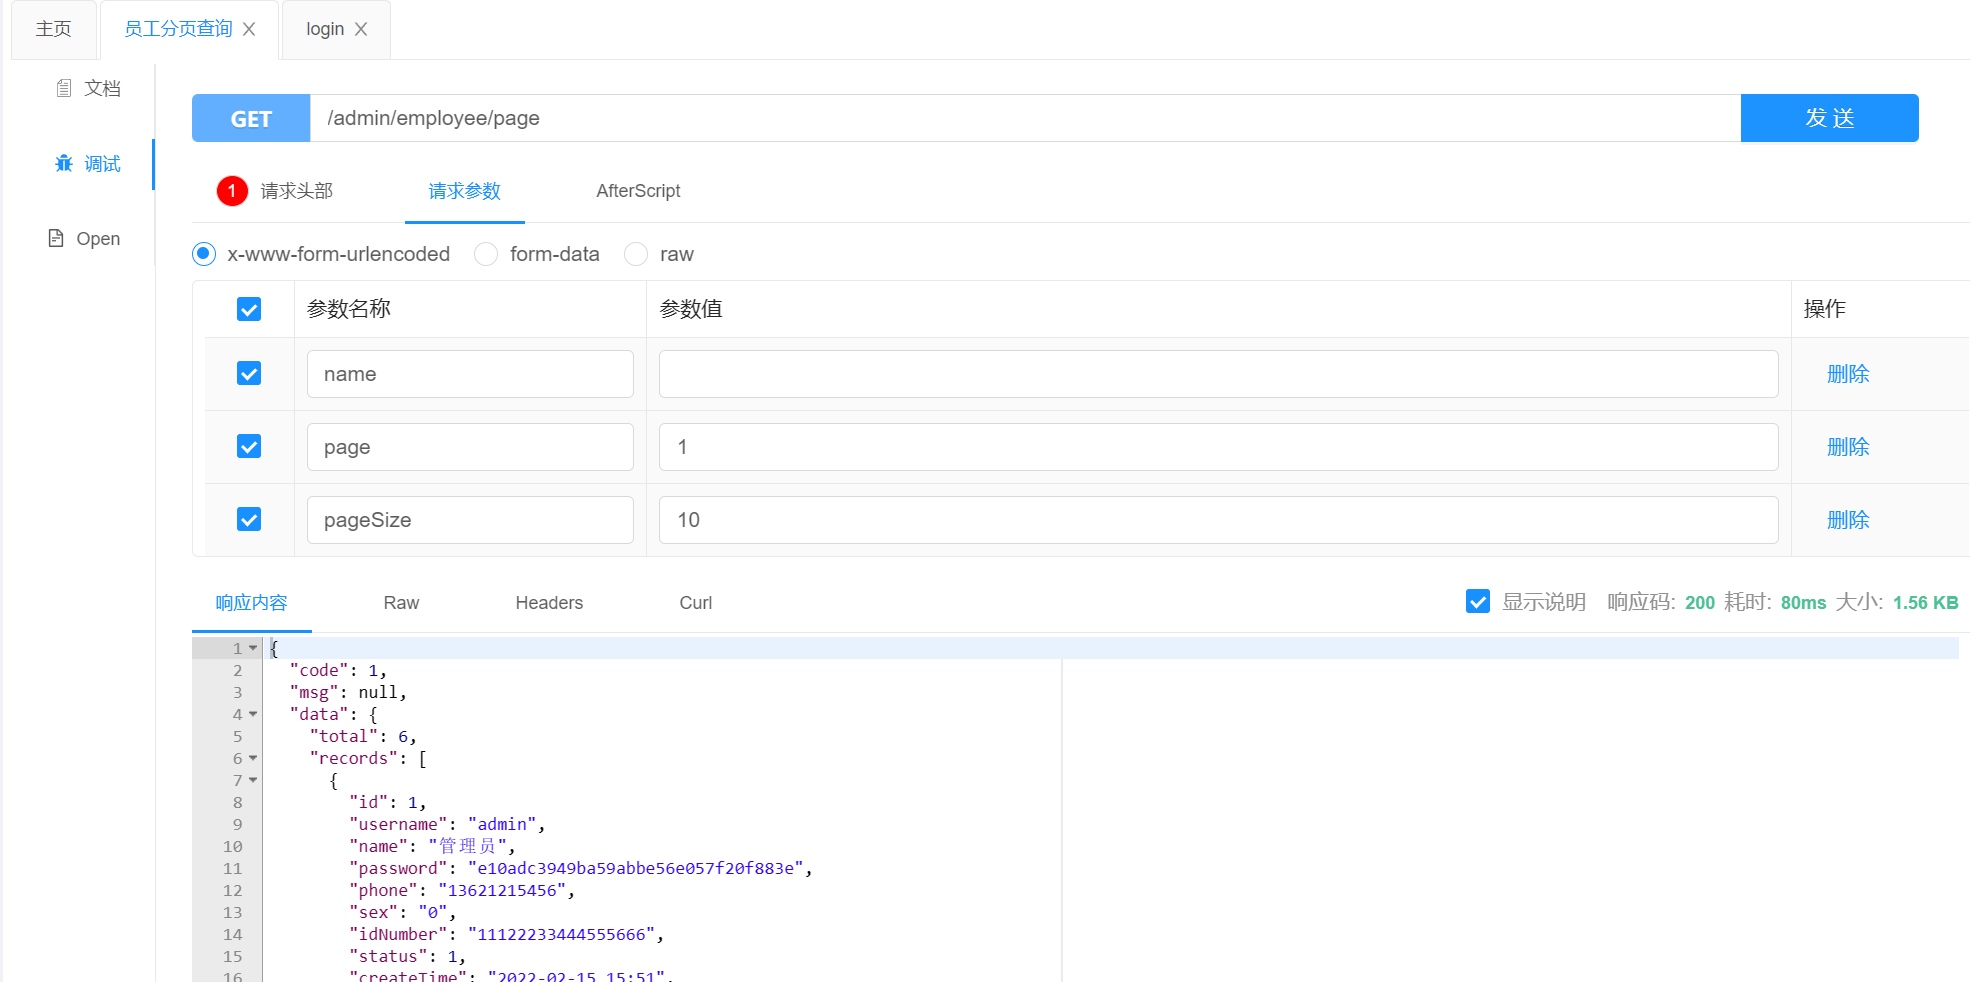 主页 员工分页查询 login
文档
GET /admin/employee/page 发 送
调试
1 请求头部 请求参数 AfterScript
Open
x-www-form-urlencoded form-data raw
参数名称 参数值 操作
name 删除
page 1 删除
pageSize 10 删除
响应内容 Raw Headers Curl 显示说明 响应码: 200 耗时: 80ms 大小: 1.56 KB
1 {
2 "code": 1,
3 "msg": null,
4 "data": {
5 "total": 6,
6 "records": [
7 {
8 "id": 1,
9 "username": "admin",
10 "name": "管理员",
11 "password": "e10adc3949ba59abbe56e057f20f883e",
12 "phone": "13621215456",
13 "sex": "0",
14 "idNumber": "11122233444555666",
15 "status": 1,
16 "createTime": "2022-02-15 15:51",